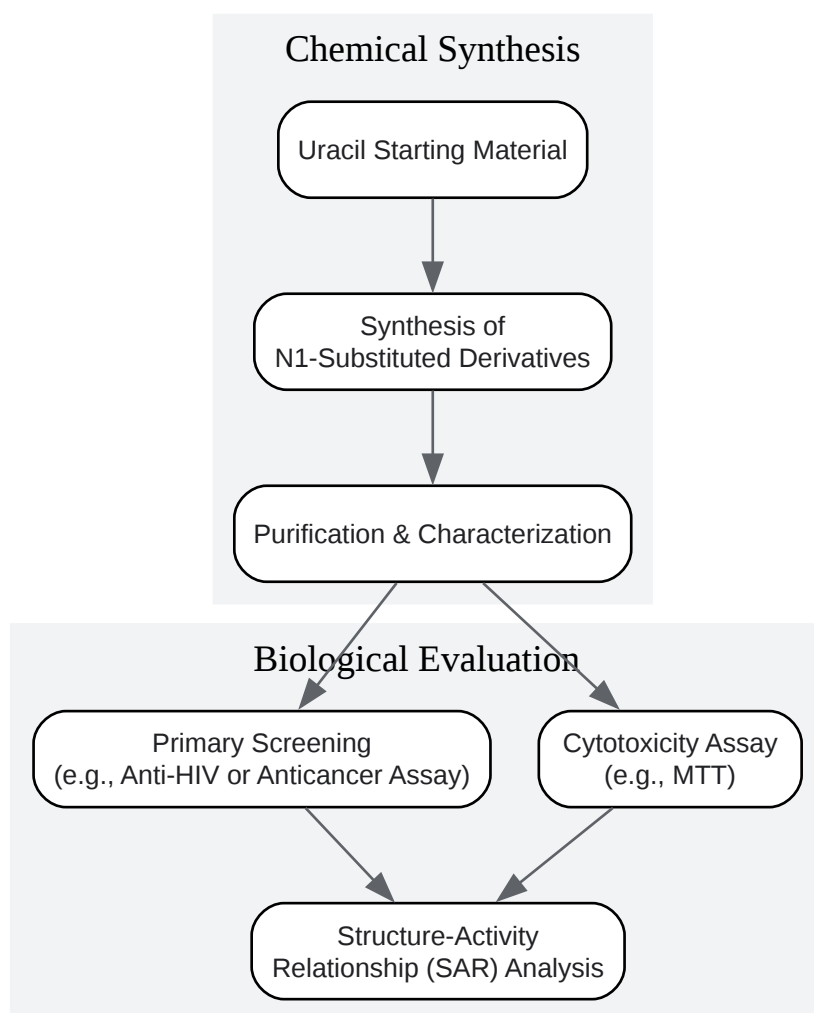 Chemical Synthesis
Uracil Starting Material
Synthesis of
N1-Substituted Derivatives
Purification & Characterization
Biological Evaluation
Primary Screening
(e.g., Anti-HIV or Anticancer Assay)
Cytotoxicity Assay
(e.g., MTT)
Structure-Activity
Relationship (SAR) Analysis